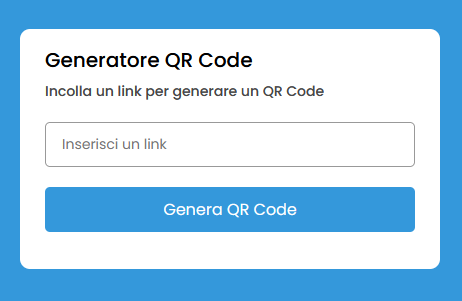 Generatore QR Code
Incolla un link per generare un QR Code
Inserisci un link
Genera QR Code